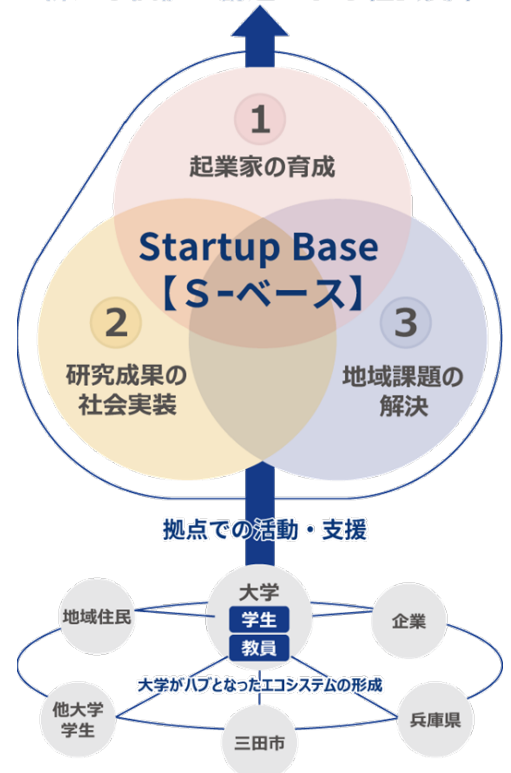 1
起業家の育成
Startup Base
【S-ベース】
2
研究成果の
社会実装
3
地域課題の
解決
拠点での活動・支援
大学
学生
教員
地域住民
企業
大学がハブとなったエコシステムの形成
他大学
学生
三田市
兵庫県